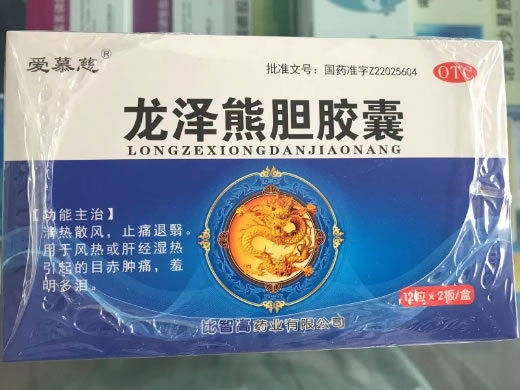 爱慕慈®
批准文号：国药准字Z22025604
OTC
龙泽熊胆胶囊
LONGZEXIONGDANJIAONANG
【功能主治】
清热散风，止痛退翳。
用于风热或肝经湿热
引起的目赤肿痛，羞
明多泪。
12粒×2板/盒
比智高药业有限公司